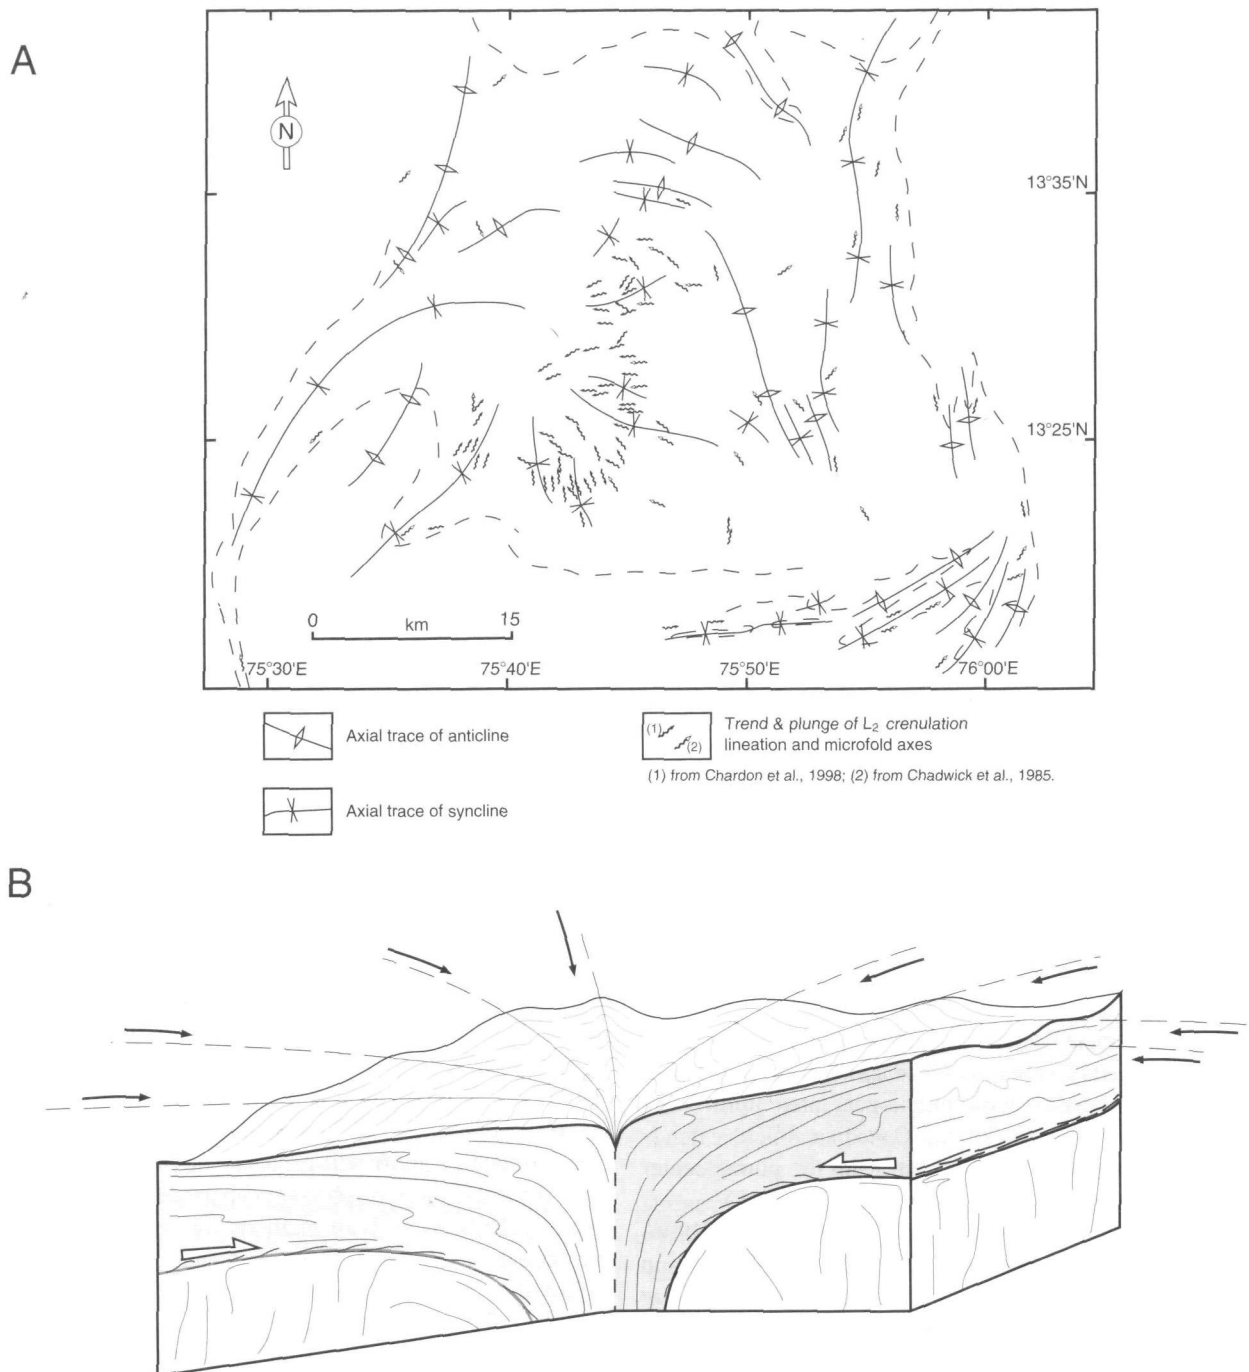 A
N
13°35'N
13°25'N
0 km 15
75°30'E 75°40'E 75°50'E 76°00'E
Axial trace of anticline
(1) (2)
Trend & plunge of L₂ crenulation
lineation and microfold axes
(1) from Chardon et al., 1998; (2) from Chadwick et al., 1985.
Axial trace of syncline
B